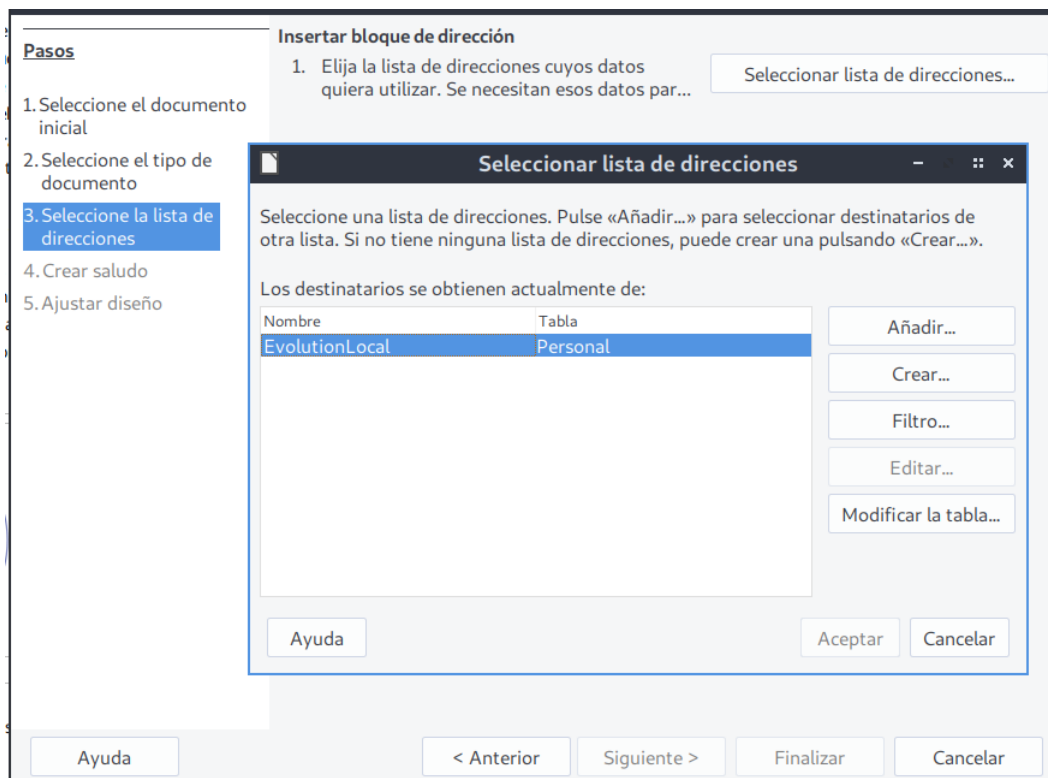 Pasos
1. Seleccione el documento
inicial
2. Seleccione el tipo de
documento
3. Seleccione la lista de
direcciones
4. Crear saludo
5. Ajustar diseño
Insertar bloque de dirección
1. Elija la lista de direcciones cuyos datos
quiera utilizar. Se necesitan esos datos par...
Seleccionar lista de direcciones...
Seleccionar lista de direcciones
Seleccione una lista de direcciones. Pulse «Añadir...» para seleccionar destinatarios de
otra lista. Si no tiene ninguna lista de direcciones, puede crear una pulsando «Crear...».
Los destinatarios se obtienen actualmente de:
Nombre Tabla
EvolutionLocal Personal
Añadir...
Crear...
Filtro...
Editar...
Modificar la tabla...
Ayuda Aceptar Cancelar
Ayuda < Anterior Siguiente > Finalizar Cancelar